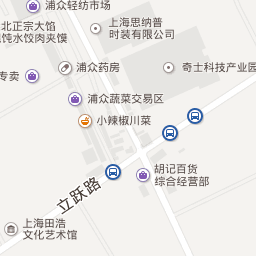 浦众轻纺市场
北正宗大馅
饨水饺肉夹馍
上海思纳普
时装有限公司
专卖
浦众药房
奇士科技产业园
浦众蔬菜交易区
小辣椒川菜
立跃路
胡记百货
综合经营部
上海田浩
文化艺术馆